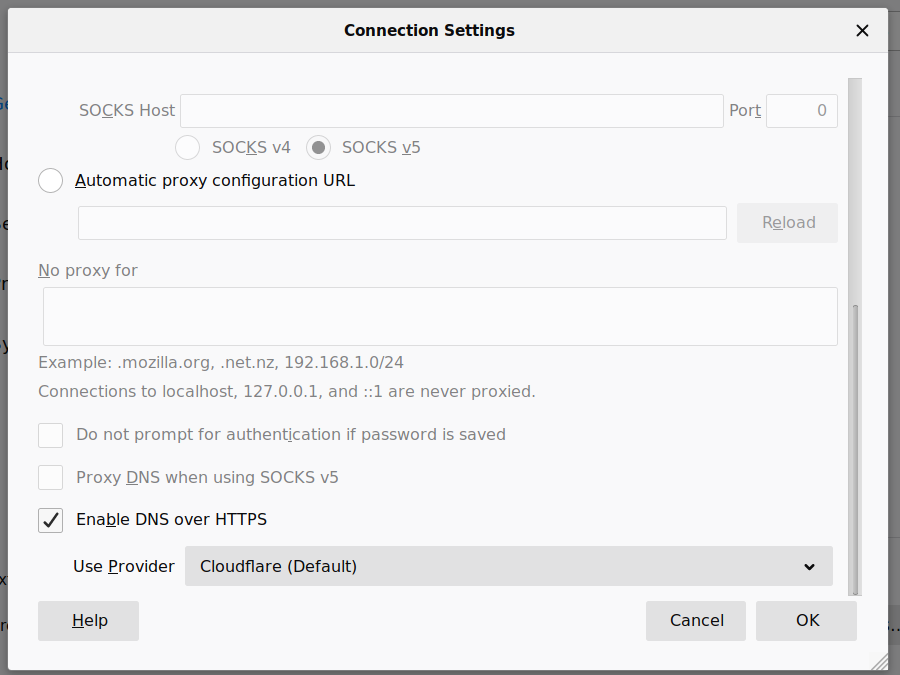 Connection Settings
SOCKS Host Port 0
SOCKS v4 SOCKS v5
Automatic proxy configuration URL
Reload
No proxy for
Example: .mozilla.org, .net.nz, 192.168.1.0/24
Connections to localhost, 127.0.0.1, and ::1 are never proxied.
Do not prompt for authentication if password is saved
Proxy DNS when using SOCKS v5
Enable DNS over HTTPS
Use Provider Cloudflare (Default)
Help Cancel OK